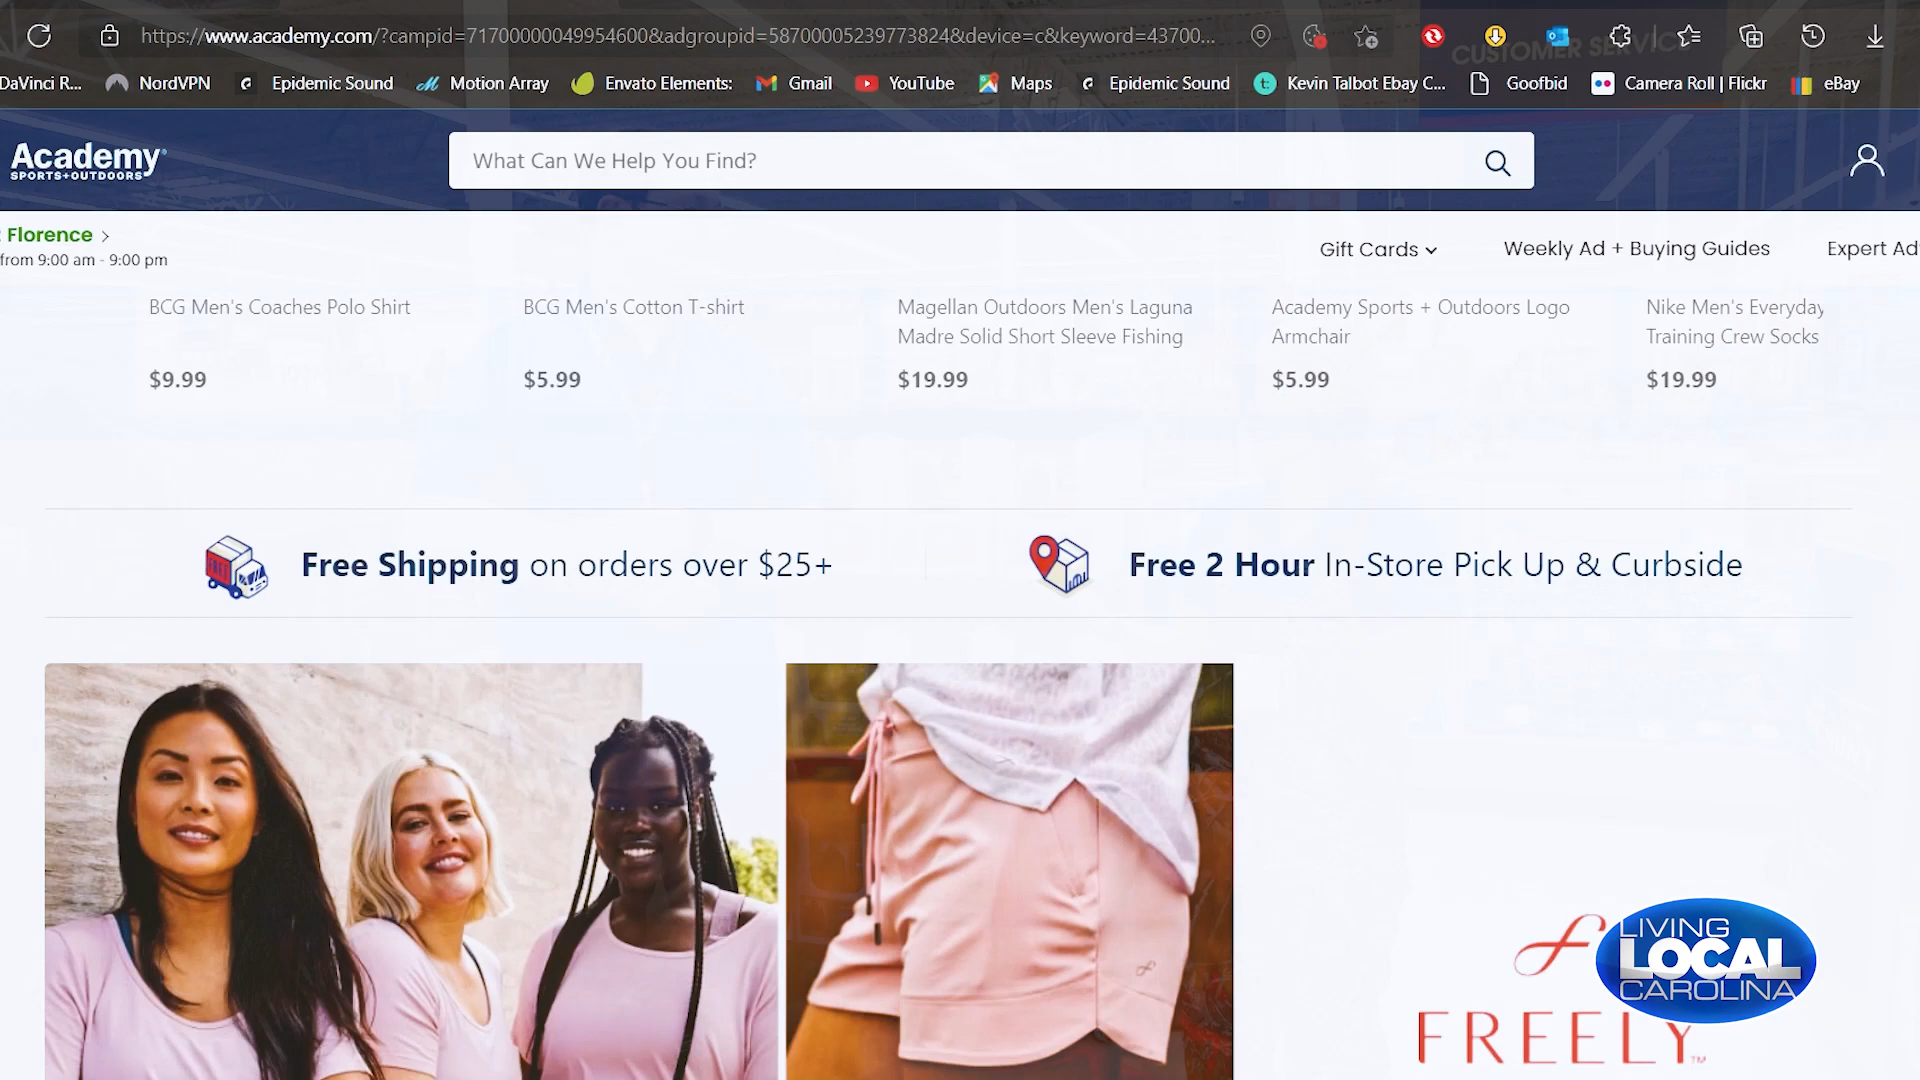 CUSTOMER SERVICE
https://www.academy.com/?campid=71700000049954600&adgroupid=58700005239773824&device=c&keyword=43700...
DaVinci R...
NordVPN
Epidemic Sound
Motion Array
Envato Elements:
Gmail
YouTube
Maps
Epidemic Sound
Kevin Talbot Ebay C...
Goofbid
Camera Roll | Flickr
eBay
Academy
SPORTS+OUTDOORS
What Can We Help You Find?
: Florence >
from 9:00 am - 9:00 pm
Gift Cards
Weekly Ad + Buying Guides
Expert Ad
BCG Men's Coaches Polo Shirt
$9.99
BCG Men's Cotton T-shirt
$5.99
Magellan Outdoors Men's Laguna
Madre Solid Short Sleeve Fishing
$19.99
Academy Sports + Outdoors Logo
Armchair
$5.99
Nike Men's Everyday
Training Crew Socks
$19.99
FREE
Free Shipping on orders over $25+
Free 2 Hour In-Store Pick Up & Curbside
LIVING
LOCAL
CAROLINA
FREELY™